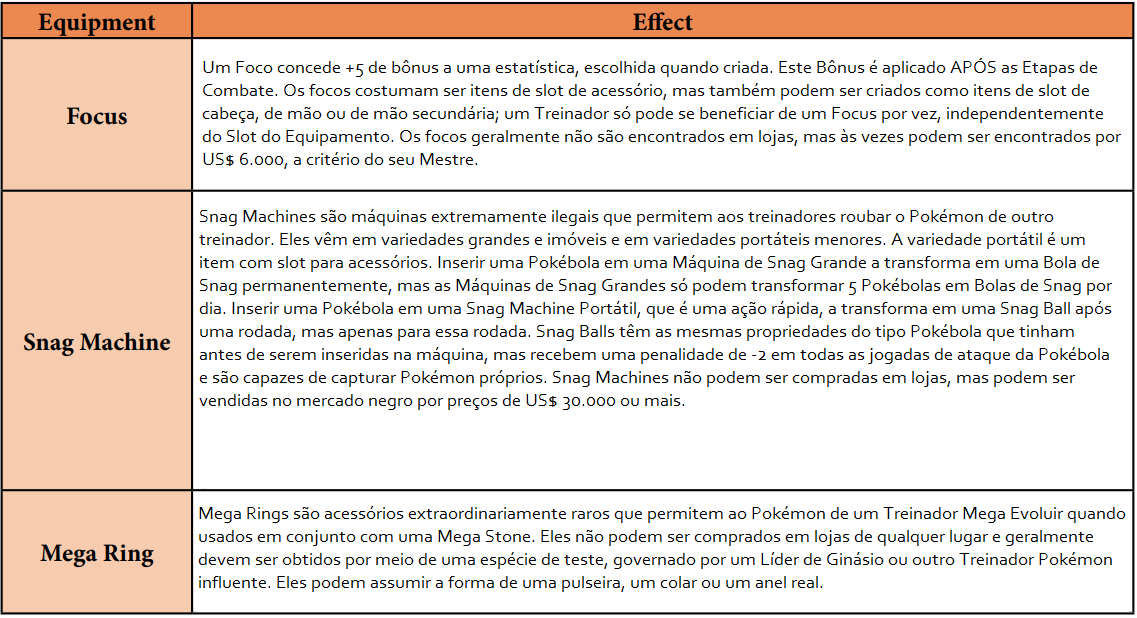 Equipment
Effect
Focus
Um Foco concede +5 de bônus a uma estatística, escolhida quando criada. Este Bônus é aplicado APÓS as Etapas de
Combate. Os focos costumam ser itens de slot de acessório, mas também podem ser criados como itens de slot de
cabeça, de mão ou de mão secundária; um Treinador só pode se beneficiar de um Focus por vez, independentemente
do Slot do Equipamento. Os focos geralmente não são encontrados em lojas, mas às vezes podem ser encontrados por
US$ 6.000, a critério do seu Mestre.
Snag Machine
Snag Machines são máquinas extremamente ilegais que permitem aos treinadores roubar o Pokémon de outro
treinador. Eles vêm em variedades grandes e imóveis e em variedades portáteis menores. A variedade portátil é um
item com slot para acessórios. Inserir uma Pokébola em uma Máquina de Snag Grande a transforma em uma Bola de
Snag permanentemente, mas as Máquinas de Snag Grandes só podem transformar 5 Pokébolas em Bolas de Snag por
dia. Inserir uma Pokébola em uma Snag Machine Portátil, que é uma ação rápida, a transforma em uma Snag Ball após
uma rodada, mas apenas para essa rodada. Snag Balls têm as mesmas propriedades do tipo Pokébola que tinham
antes de serem inseridas na máquina, mas recebem uma penalidade de -2 em todas as jogadas de ataque da Pokébola
e são capazes de capturar Pokémon próprios. Snag Machines não podem ser compradas em lojas, mas podem ser
vendidas no mercado negro por preços de US$ 30.000 ou mais.
Mega Ring
Mega Rings são acessórios extraordinariamente raros que permitem ao Pokémon de um Treinador Mega Evoluir quando
usados em conjunto com uma Mega Stone. Eles não podem ser comprados em lojas de qualquer lugar e geralmente
devem ser obtidos por meio de uma espécie de teste, governado por um Líder de Ginásio ou outro Treinador Pokémon
influente. Eles podem assumir a forma de uma pulseira, um colar ou um anel real.